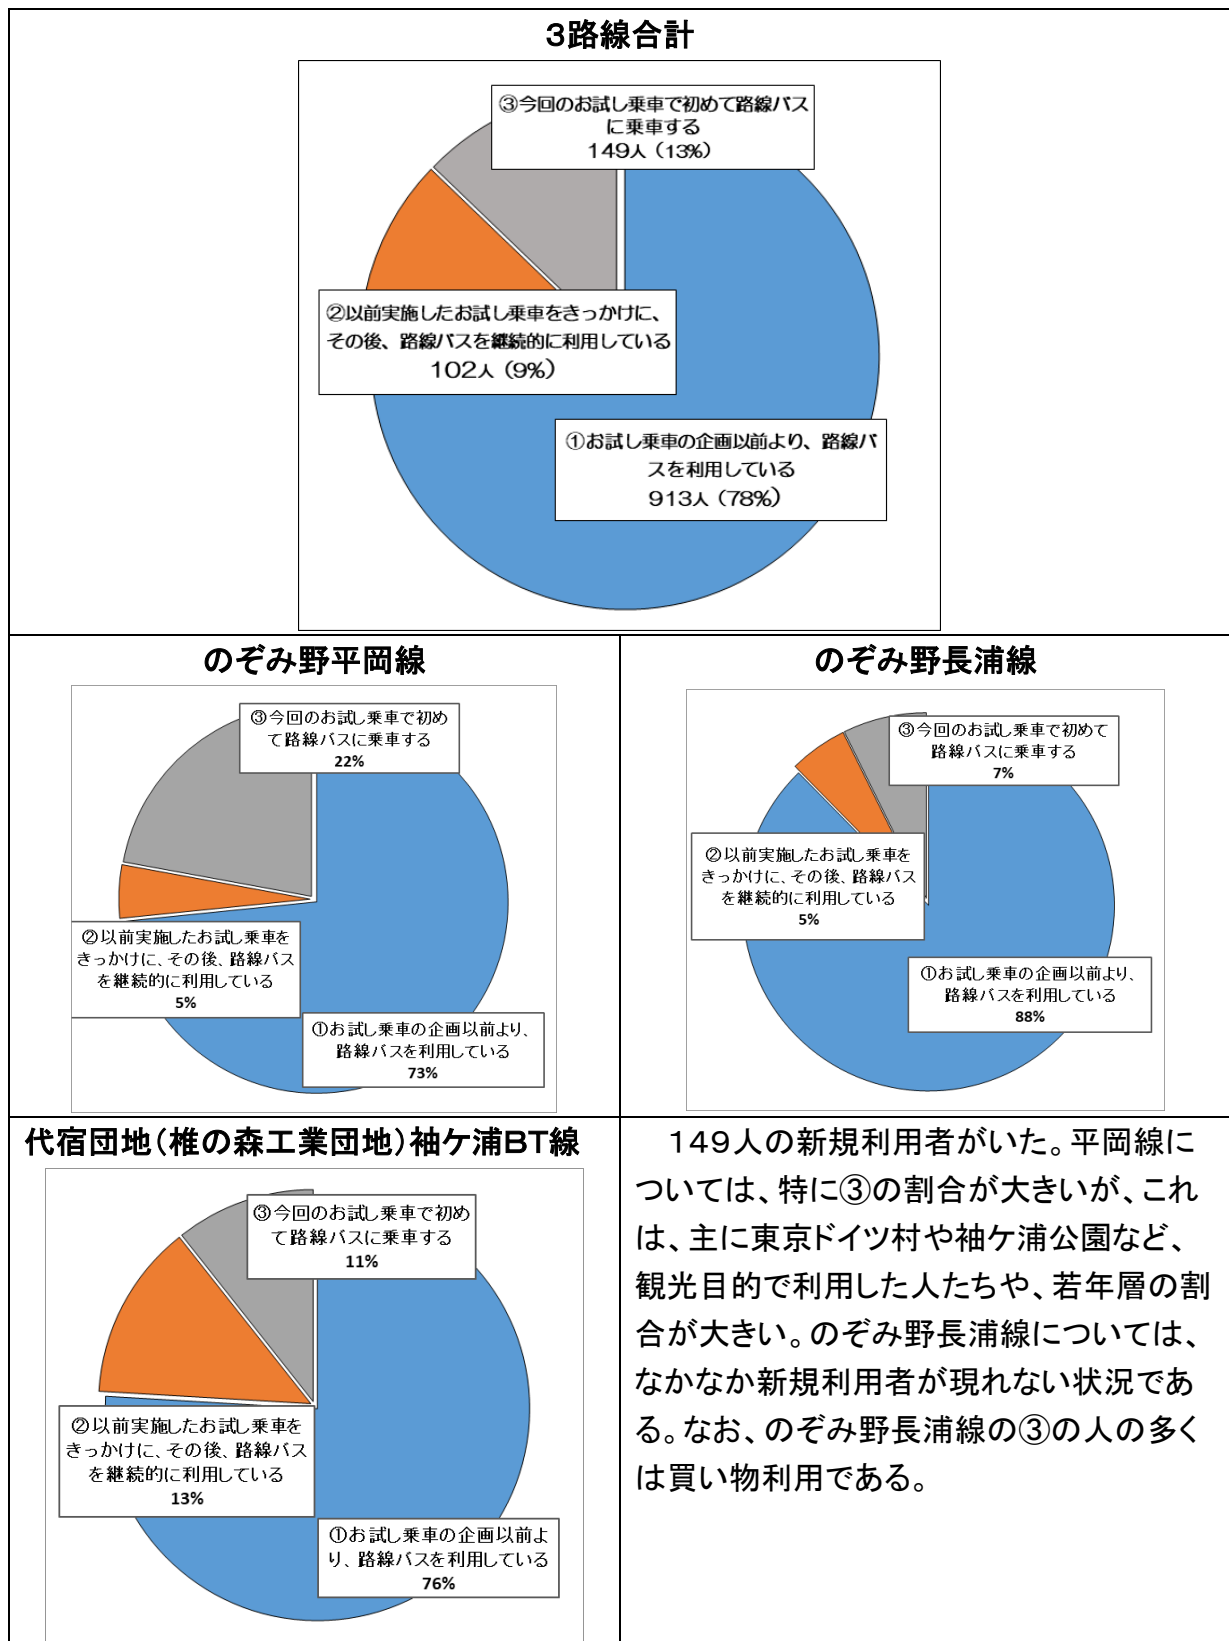 3路線合計
③今回のお試し乗車で初めて路線バス
に乗車する
149人(13%)
②以前実施したお試し乗車をきっかけに、
その後、路線バスを継続的に利用している
102人(9%)
①お試し乗車の企画以前より、路線バ
スを利用している
913人(78%)
のぞみ野平岡線
③今回のお試し乗車で初め
て路線バスに乗車する
22%
②以前実施したお試し乗車を
きっかけに、その後、路線バス
を継続的に利用している
5%
①お試し乗車の企画以前より、
路線バスを利用している
73%
のぞみ野長浦線
③今回のお試し乗車で初めて
路線バスに乗車する
7%
②以前実施したお試し乗車を
きっかけに、その後、路線バス
を継続的に利用している
5%
①お試し乗車の企画以前より、
路線バスを利用している
88%
代宿団地(椎の森工業団地)袖ケ浦BT線
③今回のお試し乗車で初め
て路線バスに乗車する
11%
②以前実施したお試し乗車を
きっかけに、その後、路線バス
を継続的に利用している
13%
①お試し乗車の企画以前よ
り、路線バスを利用している
76%
149人の新規利用者がいた。平岡線に
ついては、特に③の割合が大きいが、これ
は、主に東京ドイツ村や袖ケ浦公園など、
観光目的で利用した人たちや、若年層の割
合が大きい。のぞみ野長浦線については、
なかなか新規利用者が現れない状況であ
る。なお、のぞみ野長浦線の③の人の多く
は買い物利用である。